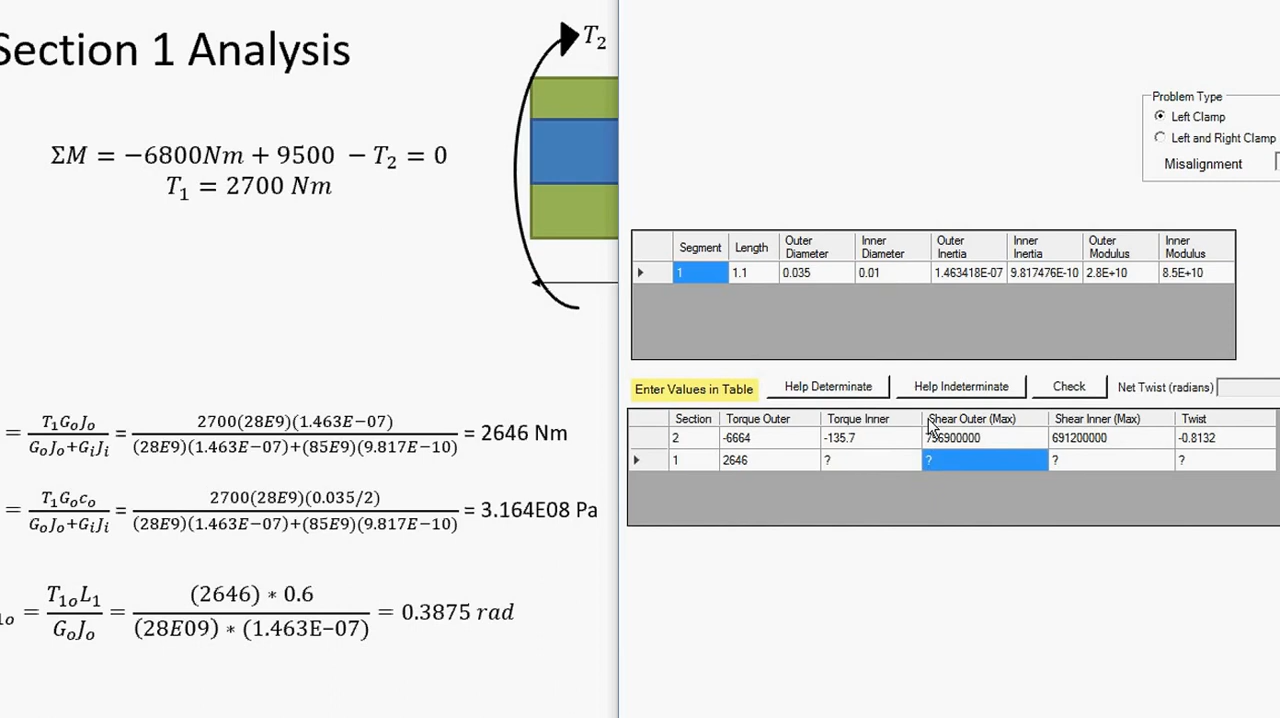 Section 1 Analysis
T₂
ΣM = −6800Nm + 9500 − T₂ = 0
T₁ = 2700 Nm
= T₁GₒJₒ / GₒJₒ+GᵢJᵢ = 2700(28E9)(1.463E−07) / (28E9)(1.463E−07)+(85E9)(9.817E−10) = 2646 Nm
= T₁Gₒcₒ / GₒJₒ+GᵢJᵢ = 2700(28E9)(0.035/2) / (28E9)(1.463E−07)+(85E9)(9.817E−10) = 3.164E08 Pa
1o = T₁ₒL₁ / GₒJₒ = (2646) ∗ 0.6 / (28E09) ∗ (1.463E−07) = 0.3875 rad
Problem Type
Left Clamp
Left and Right Clamp
Misalignment
Segment Length Outer Diameter Inner Diameter Outer Inertia Inner Inertia Outer Modulus Inner Modulus
1 1.1 0.035 0.01 1.463418E-07 9.817476E-10 2.8E+10 8.5E+10
Enter Values in Table Help Determinate Help Indeterminate Check Net Twist (radians)
Section Torque Outer Torque Inner Shear Outer (Max) Shear Inner (Max) Twist
2 -6664 -135.7 691200000 -0.8132
1 2646 ? ? ? ?